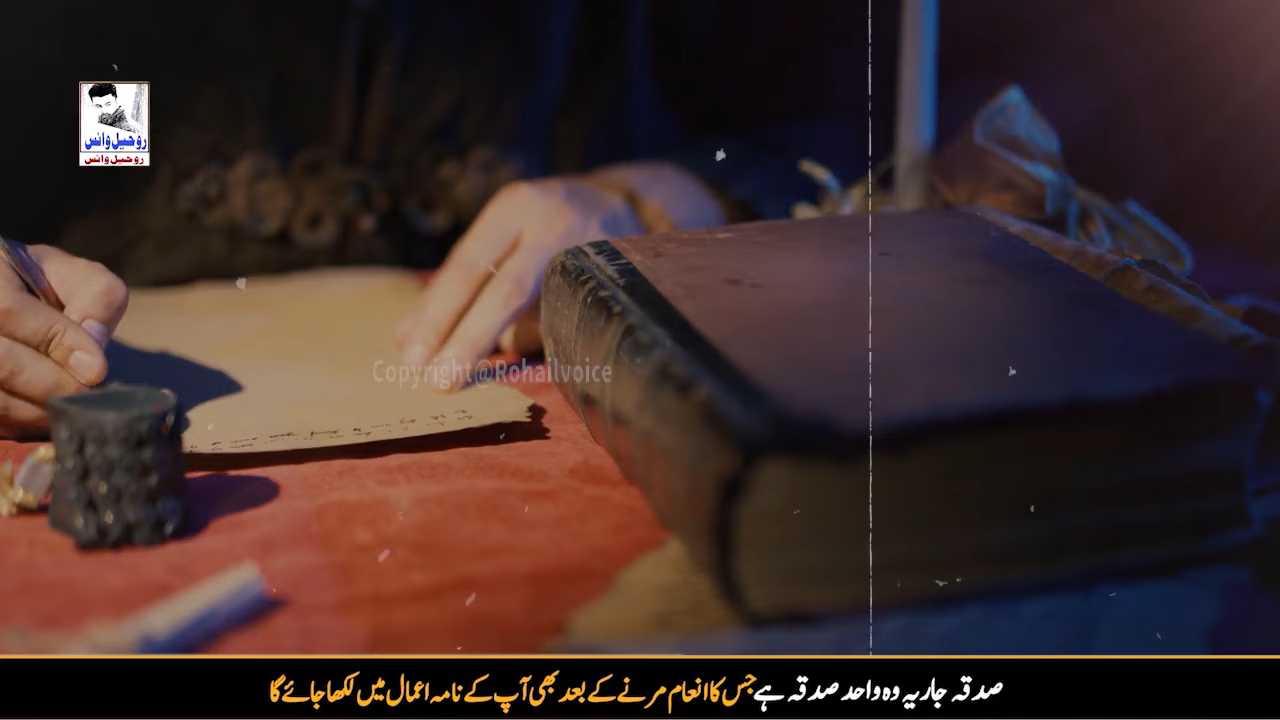 روحیل وائس
روحیل وائس
Copyright@Rohailvoice
صدقہ جاریہ وہ واحد صدقہ ہے جس کا انعام مرنے کے بعد بھی آپ کے نامہ اعمال میں لکھا جائے گا